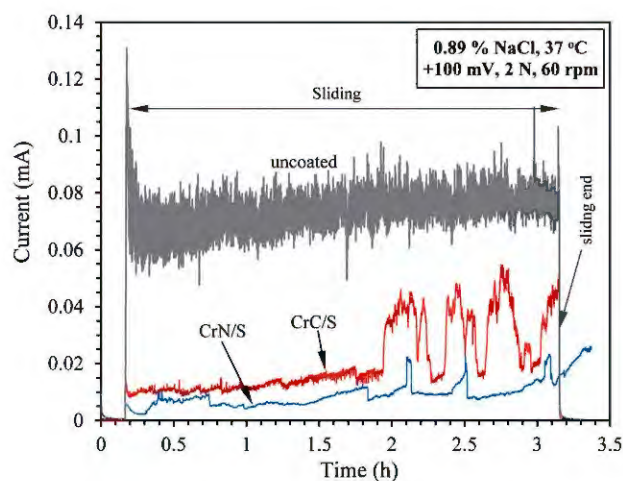 0.14
0.12
0.1
0.08
0.06
0.04
0.02
0
Current (mA)
0.89 % NaCl, 37 °C
+100 mV, 2 N, 60 rpm
Sliding
uncoated
slidng end
CrN/S
CrC/S
0 0.5 1 1.5 2 2.5 3 3.5
Time (h)